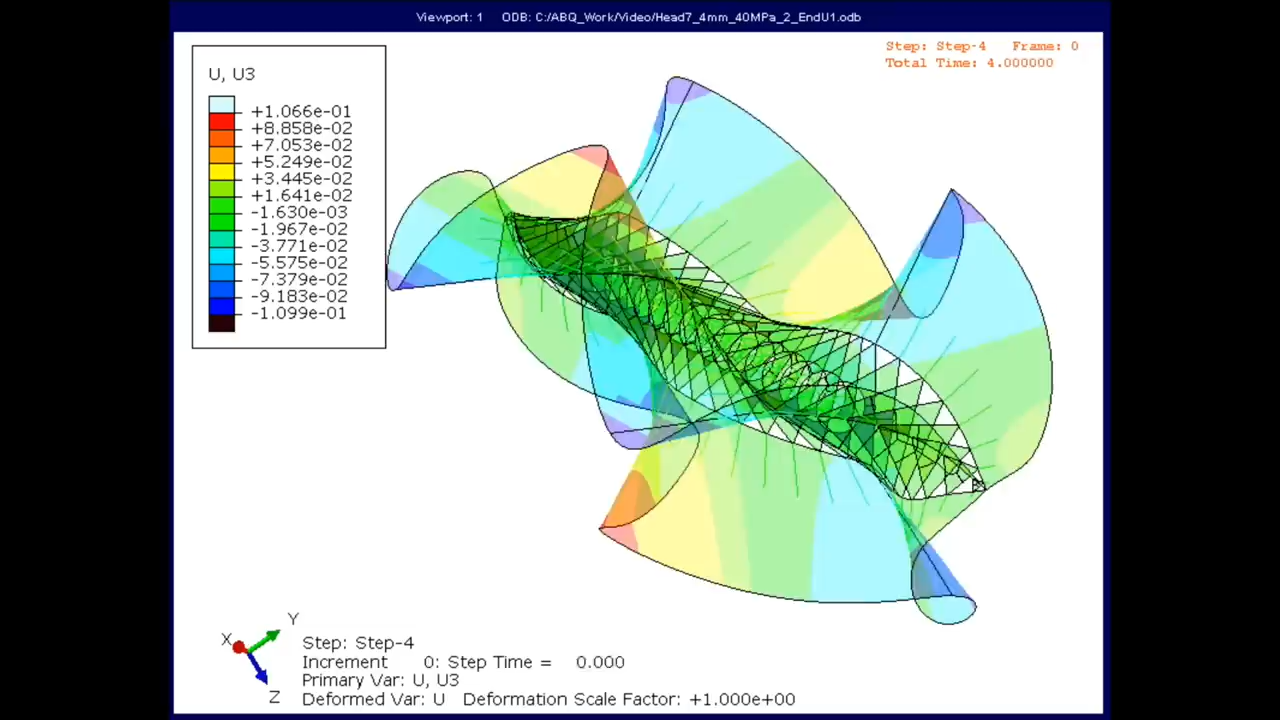 Viewport: 1 ODB: C:/ABQ_Work/Video/Head7_4mm_40MPa_2_EndU1.odb
Step: Step-4 Frame: 0
Total Time: 4.000000
U, U3
+1.066e-01
+8.858e-02
+7.053e-02
+5.249e-02
+3.445e-02
+1.641e-02
-1.630e-03
-1.967e-02
-3.771e-02
-5.575e-02
-7.379e-02
-9.183e-02
-1.099e-01
Y
X
Z
Step: Step-4
Increment 0: Step Time = 0.000
Primary Var: U, U3
Deformed Var: U Deformation Scale Factor: +1.000e+00